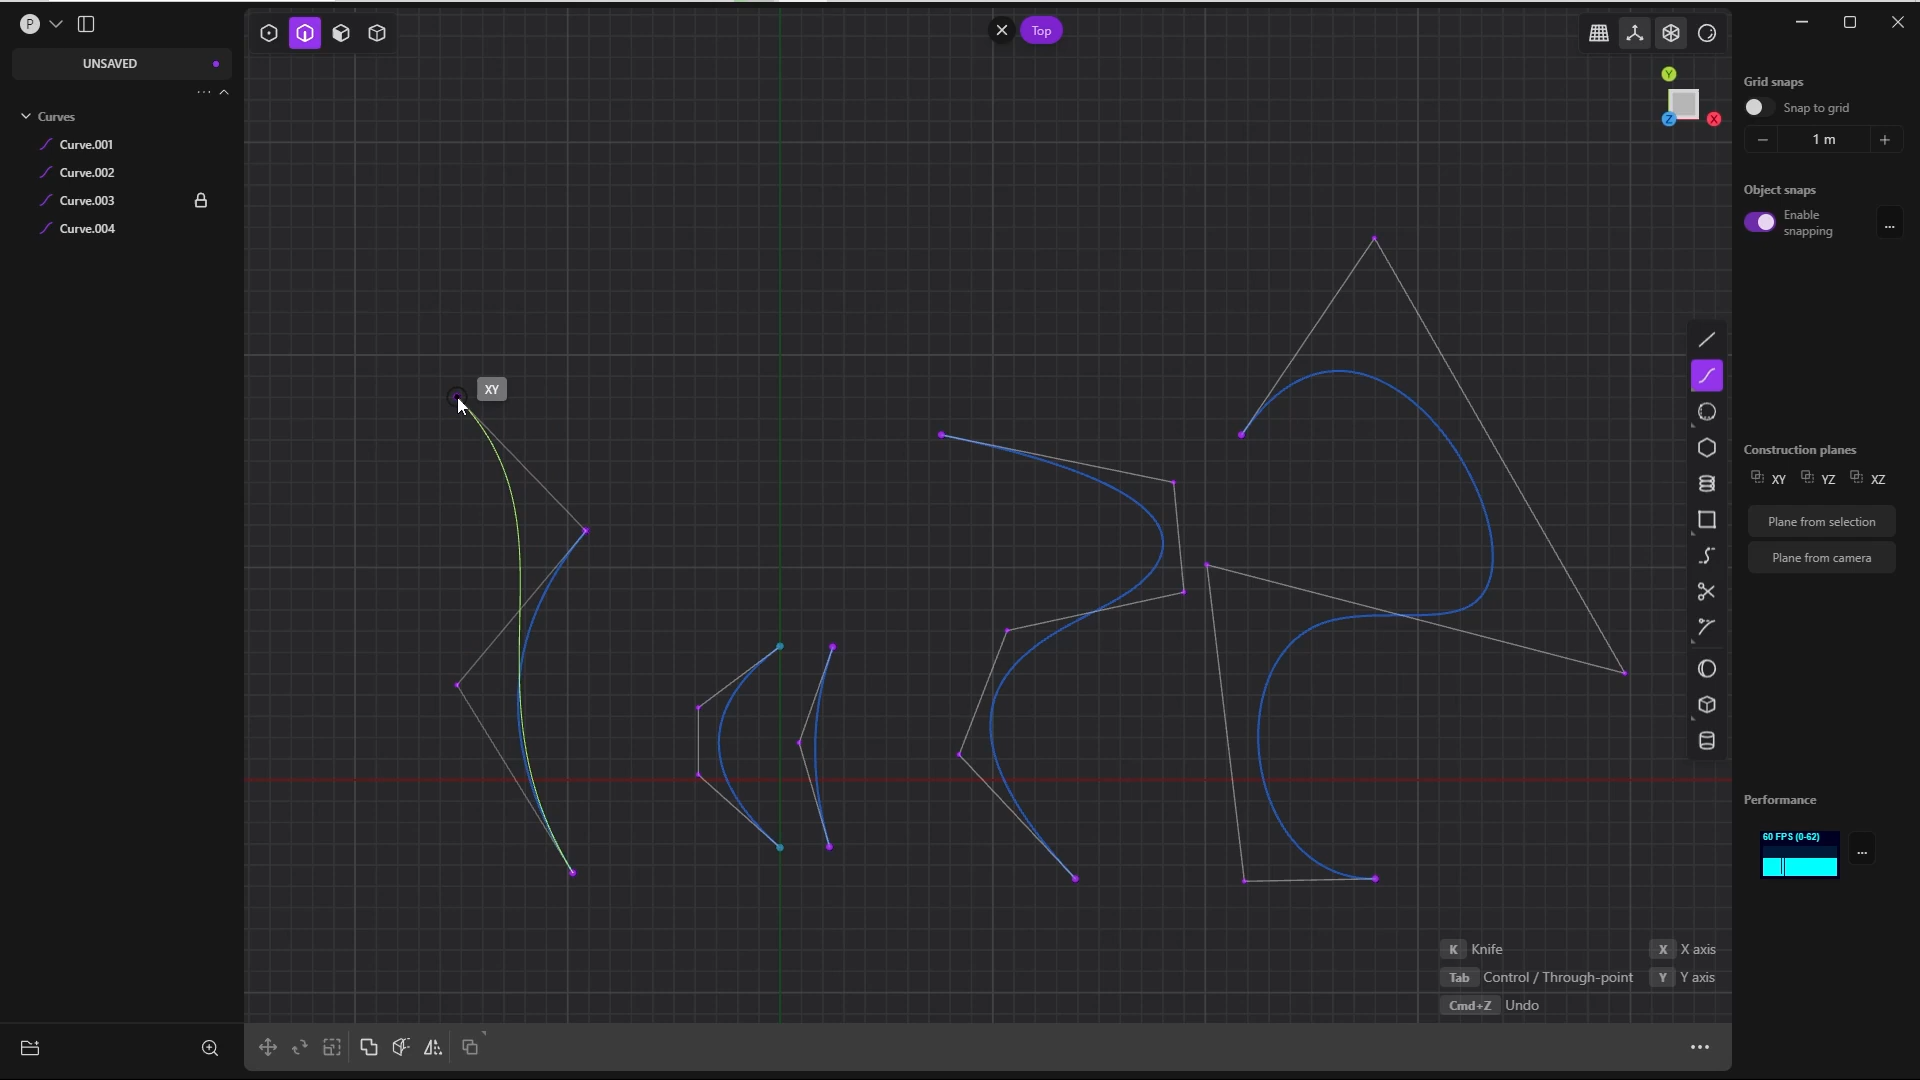 P
UNSAVED
...
Curves
Curve.001
Curve.002
Curve.003
Curve.004
Top
XY
Y
Z
X
Grid snaps
Snap to grid
1 m
Object snaps
Enable
snapping
...
Construction planes
XY YZ XZ
Plane from selection
Plane from camera
Performance
60 FPS (0-62)
...
K Knife X X axis
Tab Control / Through-point Y Y axis
Cmd+Z Undo
...